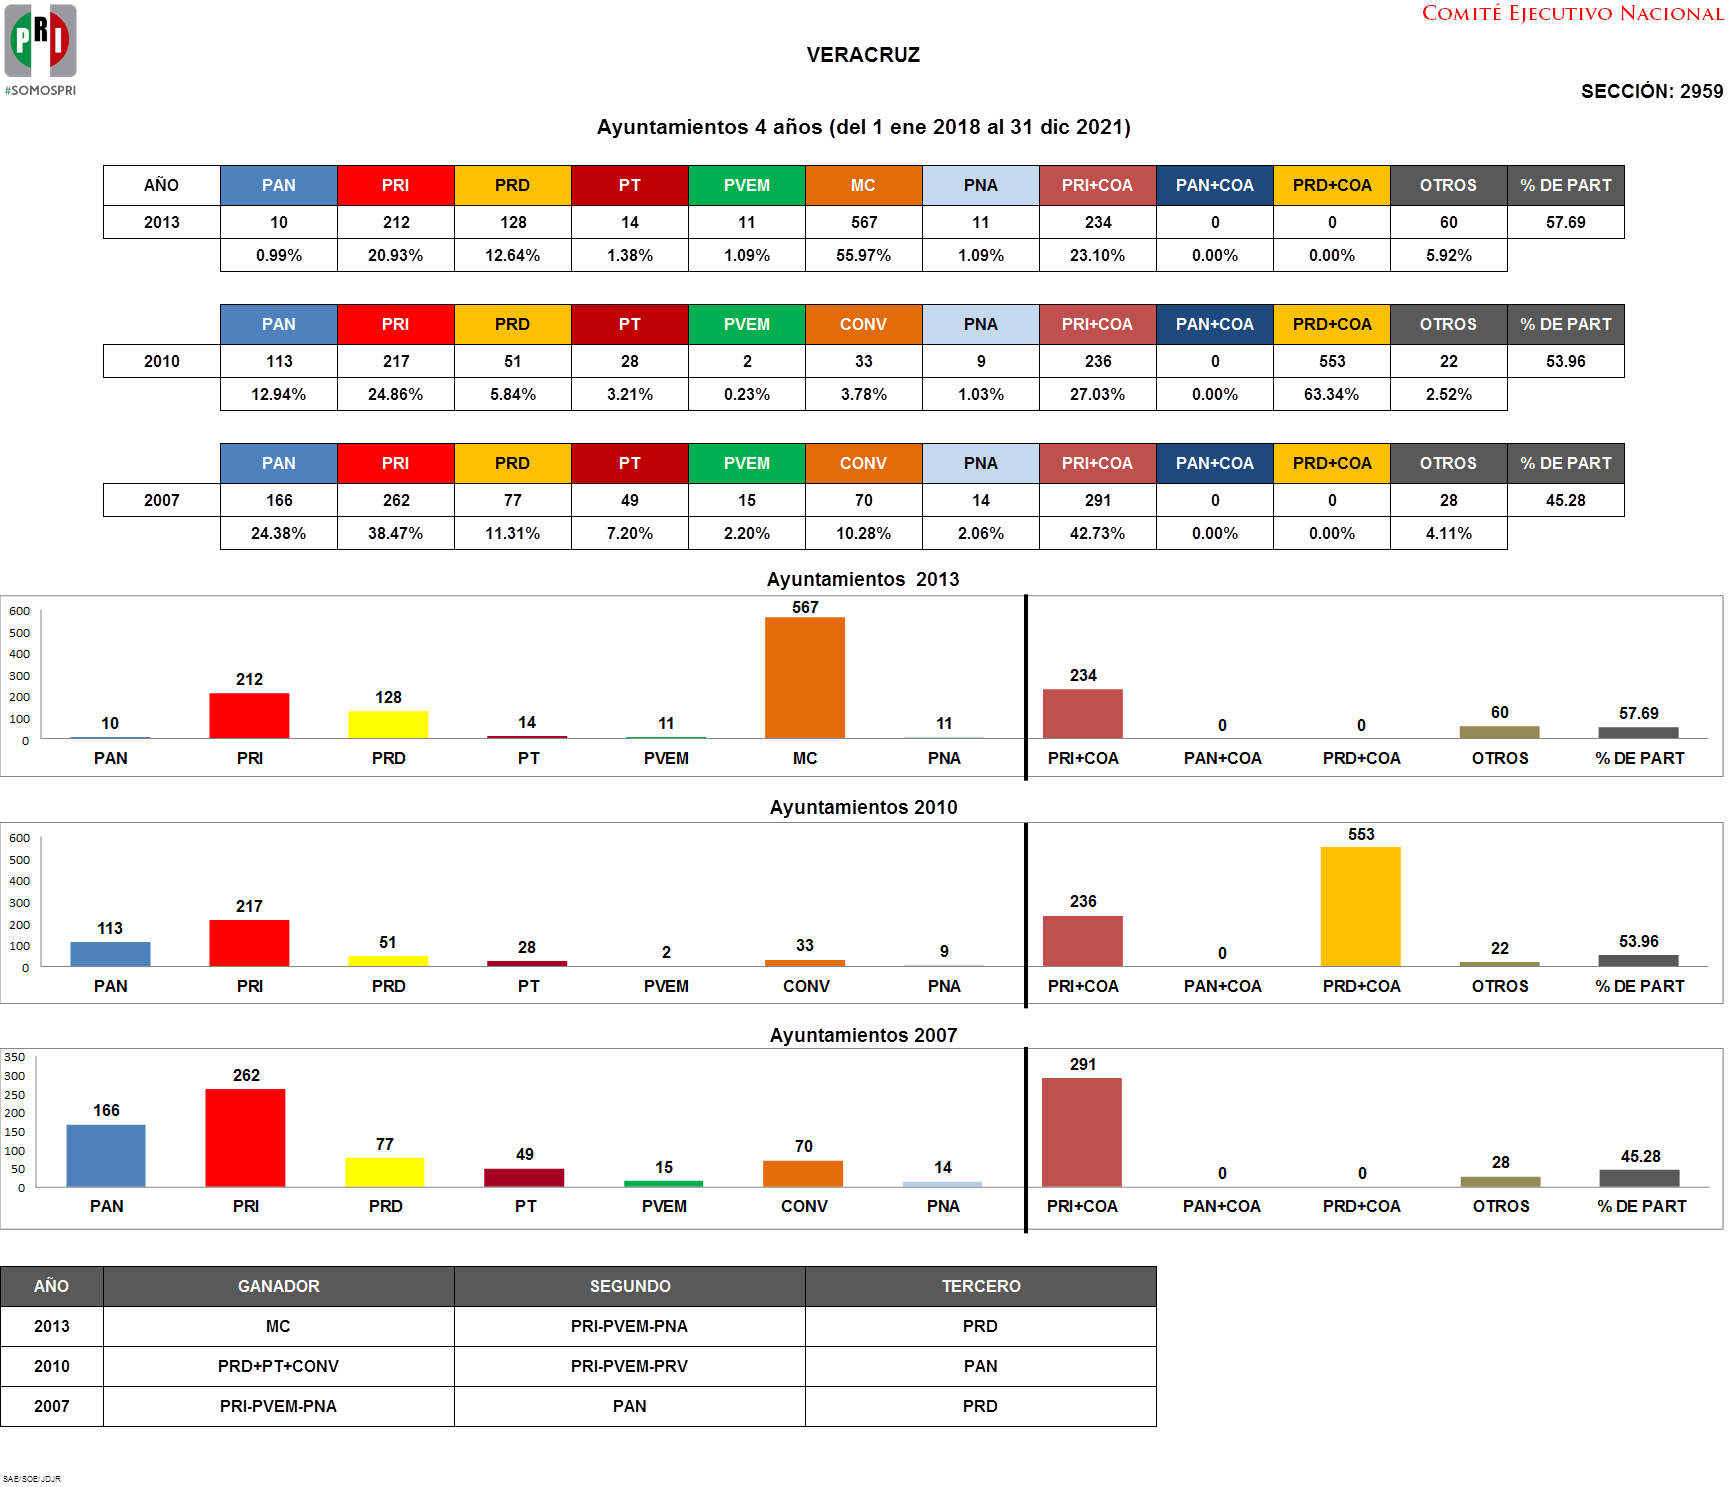 PRI
#SOMOSPRI
COMITÉ EJECUTIVO NACIONAL
VERACRUZ
SECCIÓN: 2959
Ayuntamientos 4 años (del 1 ene 2018 al 31 dic 2021)
AÑO PAN PRI PRD PT PVEM MC PNA PRI+COA PAN+COA PRD+COA OTROS % DE PART
2013 10 212 128 14 11 567 11 234 0 0 60 57.69
0.99% 20.93% 12.64% 1.38% 1.09% 55.97% 1.09% 23.10% 0.00% 0.00% 5.92%
PAN PRI PRD PT PVEM CONV PNA PRI+COA PAN+COA PRD+COA OTROS % DE PART
2010 113 217 51 28 2 33 9 236 0 553 22 53.96
12.94% 24.86% 5.84% 3.21% 0.23% 3.78% 1.03% 27.03% 0.00% 63.34% 2.52%
PAN PRI PRD PT PVEM CONV PNA PRI+COA PAN+COA PRD+COA OTROS % DE PART
2007 166 262 77 49 15 70 14 291 0 0 28 45.28
24.38% 38.47% 11.31% 7.20% 2.20% 10.28% 2.06% 42.73% 0.00% 0.00% 4.11%
Ayuntamientos 2013
600
500
400
300
200
100
0
10 212 128 14 11 567 11 234 0 0 60 57.69
PAN PRI PRD PT PVEM MC PNA PRI+COA PAN+COA PRD+COA OTROS % DE PART
Ayuntamientos 2010
600
500
400
300
200
100
0
113 217 51 28 2 33 9 236 0 553 22 53.96
PAN PRI PRD PT PVEM CONV PNA PRI+COA PAN+COA PRD+COA OTROS % DE PART
Ayuntamientos 2007
350
300
250
200
150
100
50
0
166 262 77 49 15 70 14 291 0 0 28 45.28
PAN PRI PRD PT PVEM CONV PNA PRI+COA PAN+COA PRD+COA OTROS % DE PART
AÑO GANADOR SEGUNDO TERCERO
2013 MC PRI-PVEM-PNA PRD
2010 PRD+PT+CONV PRI-PVEM-PRV PAN
2007 PRI-PVEM-PNA PAN PRD
SAE/SOE/JDJR